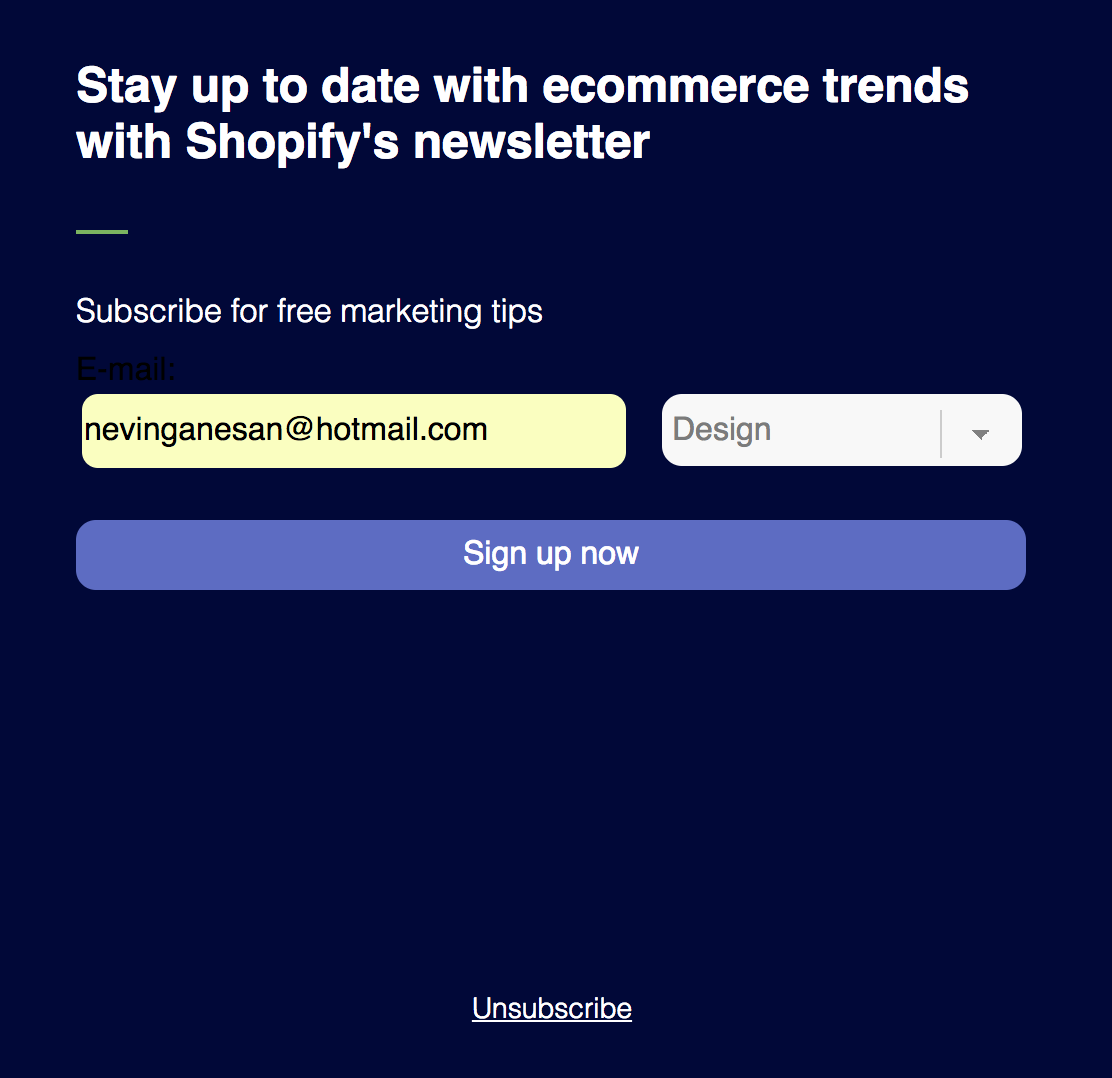 Stay up to date with ecommerce trends
with Shopify's newsletter
Subscribe for free marketing tips
E-mail:
nevinganesan@hotmail.com
Design
Sign up now
Unsubscribe